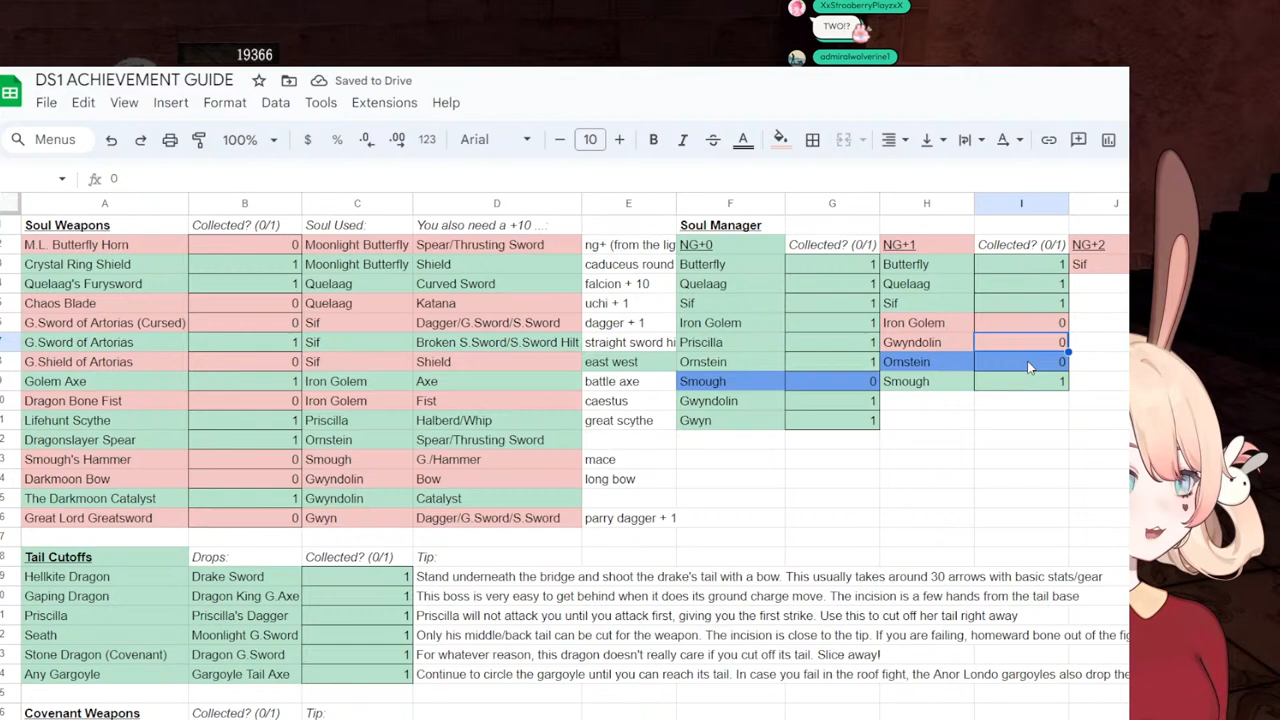 XxStrooberryPlayzxX
TWO!?
admiralwolverine1
19366
DS1 ACHIEVEMENT GUIDE
Saved to Drive
File Edit View Insert Format Data Tools Extensions Help
Menus 100% $ % .0 .00 123 Arial 10 B I A A
fx 0
A B C D E F G H I J
Soul Weapons Collected? (0/1) Soul Used: You also need a +10 ...: Soul Manager
M.L. Butterfly Horn 0 Moonlight Butterfly Spear/Thrusting Sword ng+ (from the lig NG+0 Collected? (0/1) NG+1 Collected? (0/1) NG+2
Crystal Ring Shield 1 Moonlight Butterfly Shield caduceus round Butterfly 1 Butterfly 1 Sif
Quelaag's Furysword 1 Quelaag Curved Sword falcion + 10 Quelaag 1 Quelaag 1
Chaos Blade 0 Quelaag Katana uchi + 1 Sif 1 Sif 1
G.Sword of Artorias (Cursed) 0 Sif Dagger/G.Sword/S.Sword dagger + 1 Iron Golem 1 Iron Golem 0
G.Sword of Artorias 1 Sif Broken S.Sword/S.Sword Hilt straight sword hi Priscilla 1 Gwyndolin 0
G.Shield of Artorias 0 Sif Shield east west Ornstein 1 Ornstein 0
Golem Axe 1 Iron Golem Axe battle axe Smough 0 Smough 1
Dragon Bone Fist 0 Iron Golem Fist caestus Gwyndolin 1
Lifehunt Scythe 1 Priscilla Halberd/Whip great scythe Gwyn 1
Dragonslayer Spear 1 Ornstein Spear/Thrusting Sword
Smough's Hammer 0 Smough G./Hammer mace
Darkmoon Bow 0 Gwyndolin Bow long bow
The Darkmoon Catalyst 1 Gwyndolin Catalyst
Great Lord Greatsword 0 Gwyn Dagger/G.Sword/S.Sword parry dagger + 1
Tail Cutoffs Drops: Collected? (0/1) Tip:
Hellkite Dragon Drake Sword 1 Stand underneath the bridge and shoot the drake's tail with a bow. This usually takes around 30 arrows with basic stats/gear
Gaping Dragon Dragon King G.Axe 1 This boss is very easy to get behind when it does its ground charge move. The incision is a few hands from the tail base
Priscilla Priscilla's Dagger 1 Priscilla will not attack you until you attack first, giving you the first strike. Use this to cut off her tail right away
Seath Moonlight G.Sword 1 Only his middle/back tail can be cut for the weapon. The incision is close to the tip. If you are failing, homeward bone out of the fig
Stone Dragon (Covenant) Dragon G.Sword 1 For whatever reason, this dragon doesn't really care if you cut off its tail. Slice away!
Any Gargoyle Gargoyle Tail Axe 1 Continue to circle the gargoyle until you can reach its tail. In case you fail in the roof fight, the Anor Londo gargoyles also drop the
Covenant Weapons Collected? (0/1) Tip: